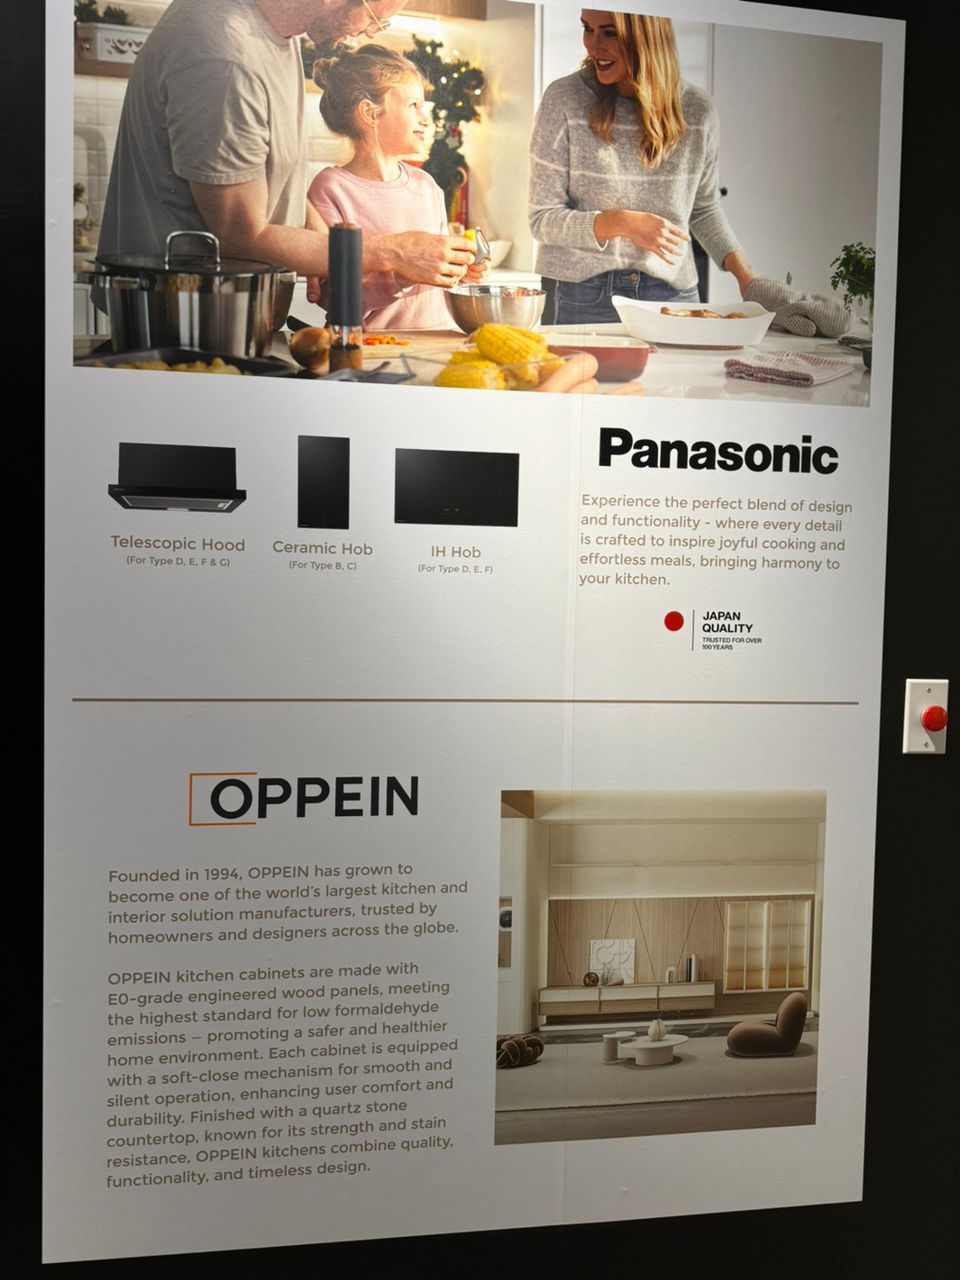 Telescopic Hood
(For Type D, E, F & G)
Ceramic Hob
(For Type B, C)
IH Hob
(For Type D, E, F)
Panasonic
Experience the perfect blend of design
and functionality - where every detail
is crafted to inspire joyful cooking and
effortless meals, bringing harmony to
your kitchen.
JAPAN
QUALITY
TRUSTED FOR OVER
100 YEARS
OPPEIN
Founded in 1994, OPPEIN has grown to
become one of the world's largest kitchen and
interior solution manufacturers, trusted by
homeowners and designers across the globe.
OPPEIN kitchen cabinets are made with
E0-grade engineered wood panels, meeting
the highest standard for low formaldehyde
emissions – promoting a safer and healthier
home environment. Each cabinet is equipped
with a soft-close mechanism for smooth and
silent operation, enhancing user comfort and
durability. Finished with a quartz stone
countertop, known for its strength and stain
resistance, OPPEIN kitchens combine quality,
functionality, and timeless design.